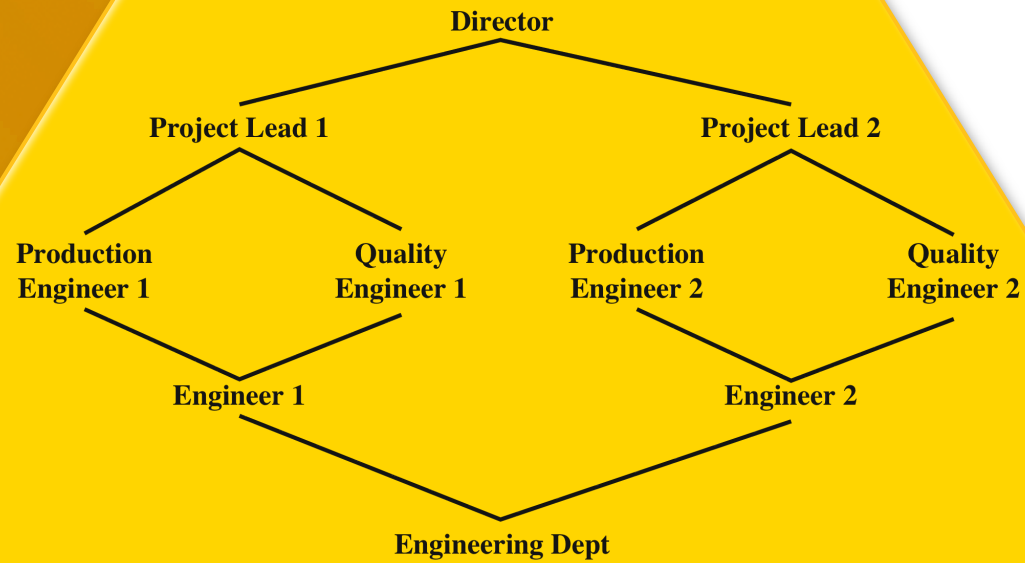 Director
Project Lead 1
Project Lead 2
Production
Engineer 1
Quality
Engineer 1
Production
Engineer 2
Quality
Engineer 2
Engineer 1
Engineer 2
Engineering Dept